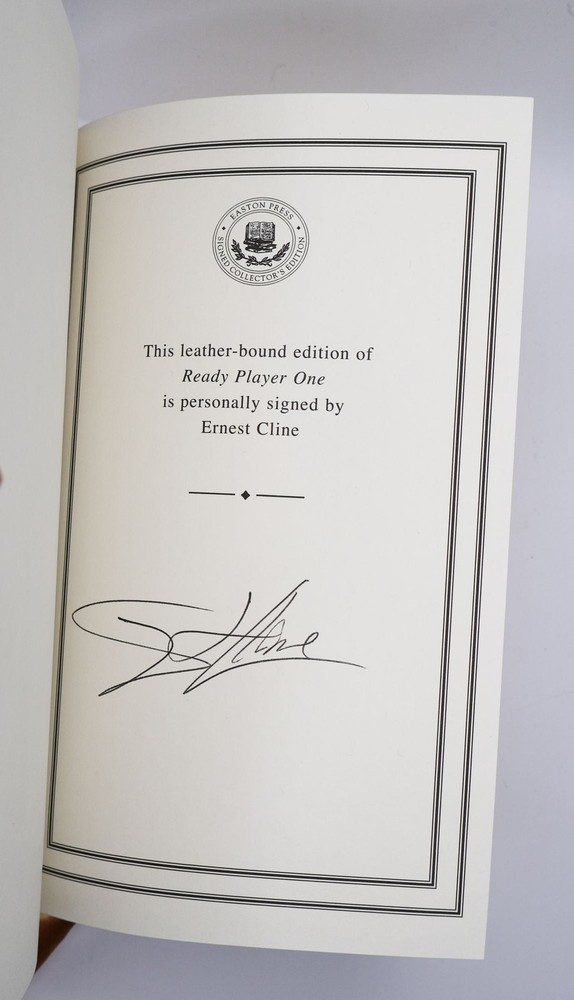 EASTON PRESS
SIGNED COLLECTOR'S EDITION
This leather-bound edition of
Ready Player One
is personally signed by
Ernest Cline